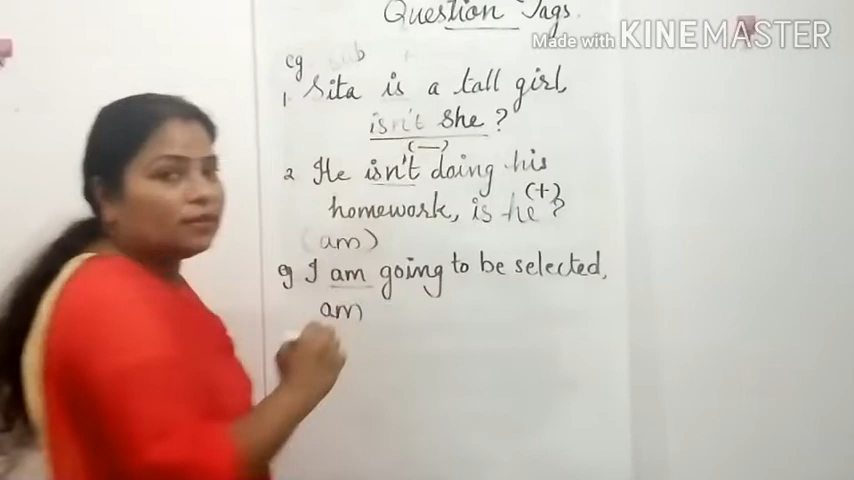 Question Tags.
Made with KINEMASTER
eg sub +
1 Sita is a tall girl,
isn't she ?
(—)
2 He isn't doing his
(+)
homework, is he ?
(am)
eg I am going to be selected,
am